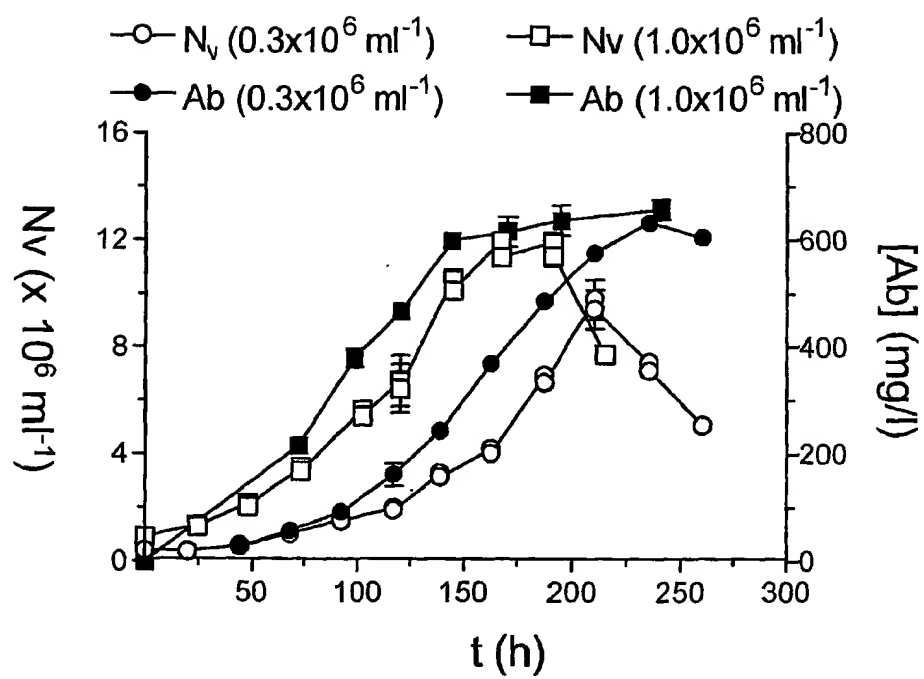 Nᵥ (0.3x10⁶ ml⁻¹) Nv (1.0x10⁶ ml⁻¹)
Ab (0.3x10⁶ ml⁻¹) Ab (1.0x10⁶ ml⁻¹)
16
12
8
4
0
Nv (x 10⁶ ml⁻¹)
800
600
400
200
0
[Ab] (mg/l)
50 100 150 200 250 300
t (h)